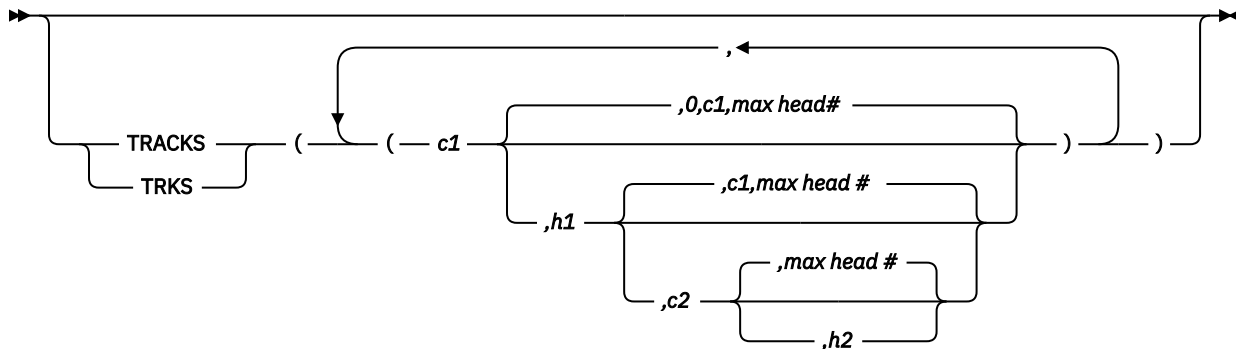 ,
,0,c1,max head#
TRACKS ( ( c1 ) )
TRKS
,c1,max head #
,h1
,max head #
,c2
,h2